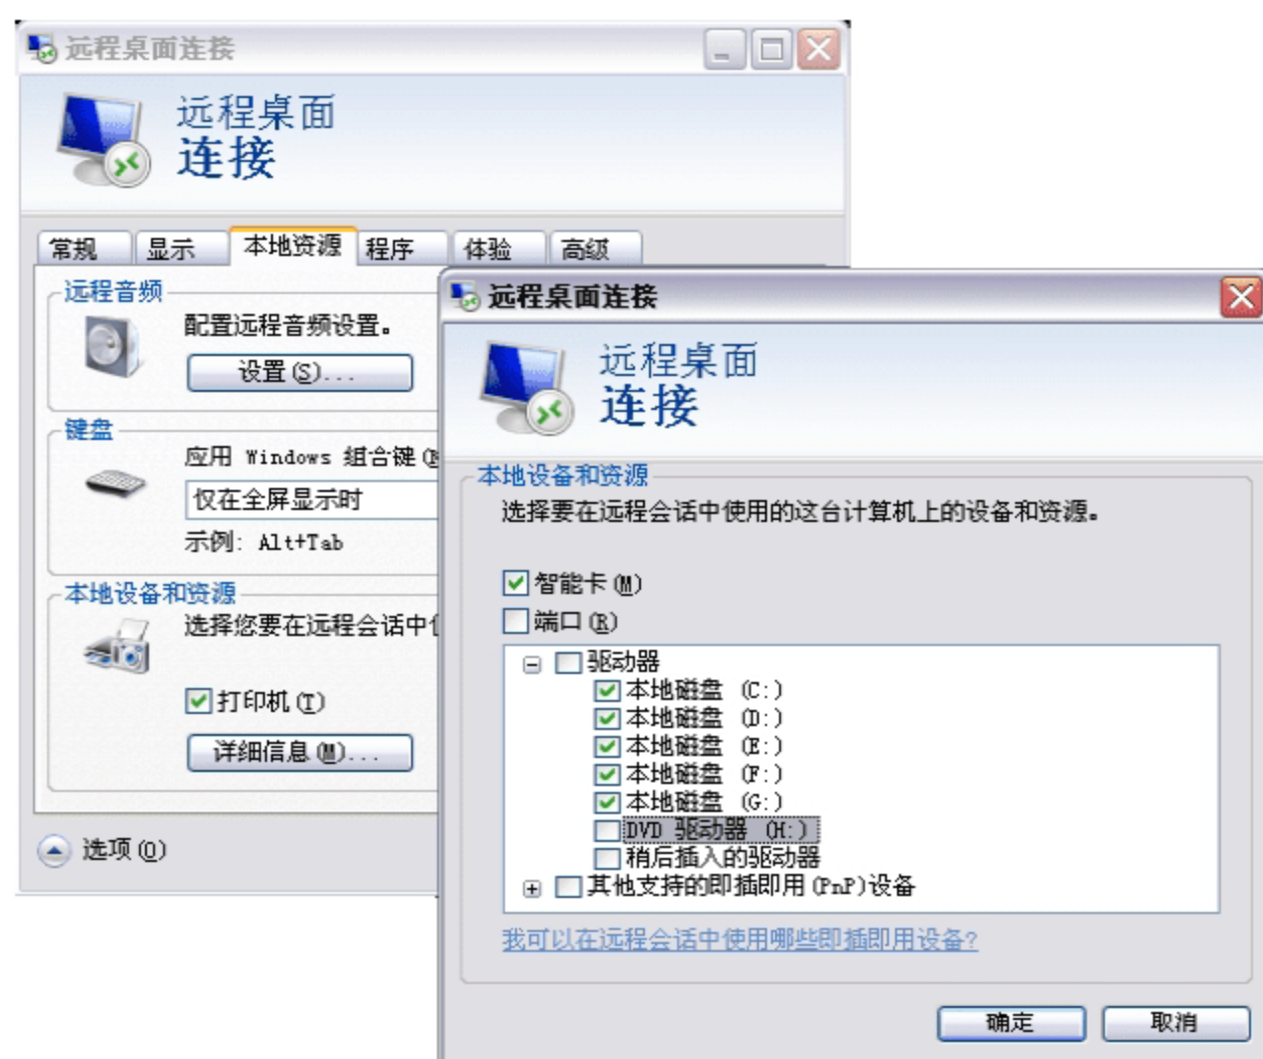 远程桌面连接
远程桌面
连接
常规 显示 本地资源 程序 体验 高级
远程音频
配置远程音频设置。
设置(S)...
键盘
应用 Windows 组合键(
仅在全屏显示时
示例: Alt+Tab
本地设备和资源
选择您要在远程会话中
打印机(T)
详细信息(M)...
选项(O)
远程桌面连接
远程桌面
连接
本地设备和资源
选择要在远程会话中使用的这台计算机上的设备和资源。
智能卡(M)
端口(R)
驱动器
本地磁盘 (C:)
本地磁盘 (D:)
本地磁盘 (E:)
本地磁盘 (F:)
本地磁盘 (G:)
DVD 驱动器 (H:)
稍后插入的驱动器
其他支持的即插即用(PnP)设备
我可以在远程会话中使用哪些即插即用设备?
确定 取消